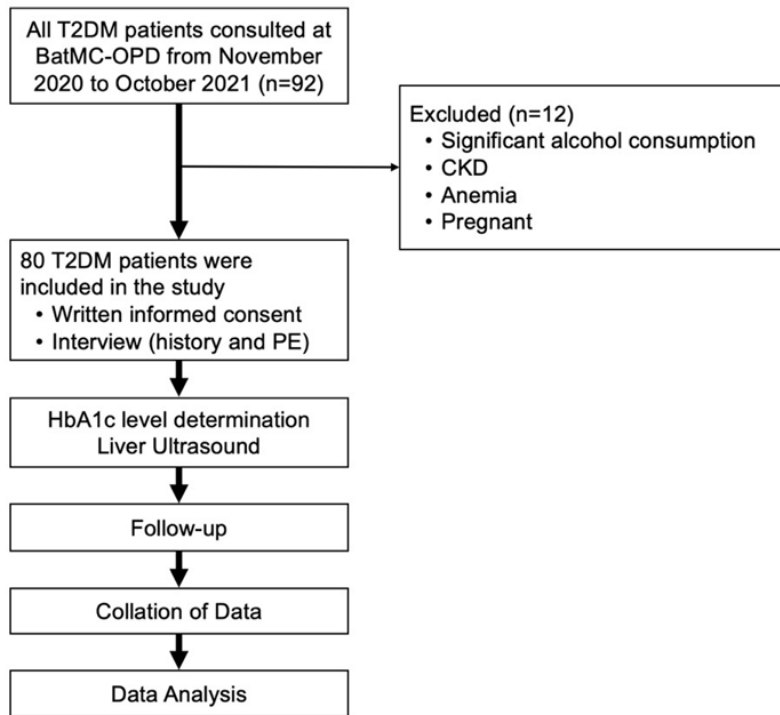 All T2DM patients consulted at
BatMC-OPD from November
2020 to October 2021 (n=92)
Excluded (n=12)
• Significant alcohol consumption
• CKD
• Anemia
• Pregnant
80 T2DM patients were
included in the study
• Written informed consent
• Interview (history and PE)
HbA1c level determination
Liver Ultrasound
Follow-up
Collation of Data
Data Analysis